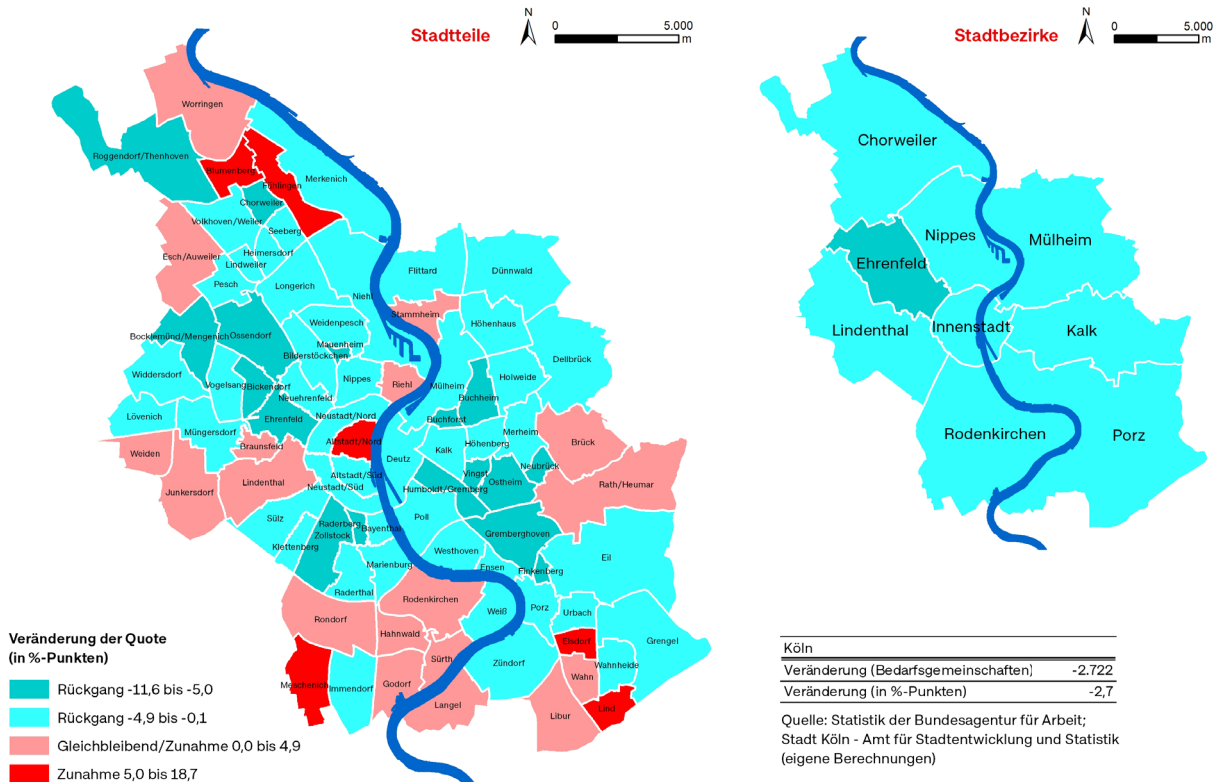 Stadtteile
N
0 5.000
m
Worringen
Roggendorf/Thenhoven
Blumenberg
Fühlingen
Merkenich
Chorweiler
Volkhoven/Weiler
Seeberg
Esch/Auweiler
Heimersdorf
Lindweiler
Pesch
Longerich
Niehl
Flittard
Dünnwald
Stammheim
Weidenpesch
Höhenhaus
Bocklemünd/Mengenich
Ossendorf
Mauenheim
Bilderstöckchen
Dellbrück
Widdersdorf
Vogelsang
Bickendorf
Nippes
Riehl
Mülheim
Holweide
Neuehrenfeld
Buchheim
Lövenich
Ehrenfeld
Neustadt/Nord
Buchforst
Müngersdorf
Merheim
Altstadt/Nord
Höhenberg
Brück
Braunsfeld
Kalk
Weiden
Deutz
Neubrück
Altstadt/Süd
Vingst
Lindenthal
Ostheim
Rath/Heumar
Neustadt/Süd
Humboldt/Gremberg
Junkersdorf
Sülz
Poll
Raderberg
Bayenthal
Zollstock
Gremberghoven
Klettenberg
Westhoven
Eil
Marienburg
Ensen
Finkenberg
Raderthal
Rodenkirchen
Weiß
Porz
Urbach
Rondorf
Hahnwald
Elsdorf
Grengel
Sürth
Zündorf
Wahnheide
Wahn
Meschenich
Immendorf
Godorf
Langel
Lind
Libur
Veränderung der Quote
(in %-Punkten)
Rückgang -11,6 bis -5,0
Rückgang -4,9 bis -0,1
Gleichbleibend/Zunahme 0,0 bis 4,9
Zunahme 5,0 bis 18,7
Stadtbezirke
N
0 5.000
m
Chorweiler
Nippes
Mülheim
Ehrenfeld
Lindenthal
Innenstadt
Kalk
Rodenkirchen
Porz
Köln
Veränderung (Bedarfsgemeinschaften) -2.722
Veränderung (in %-Punkten) -2,7
Quelle: Statistik der Bundesagentur für Arbeit;
Stadt Köln - Amt für Stadtentwicklung und Statistik
(eigene Berechnungen)